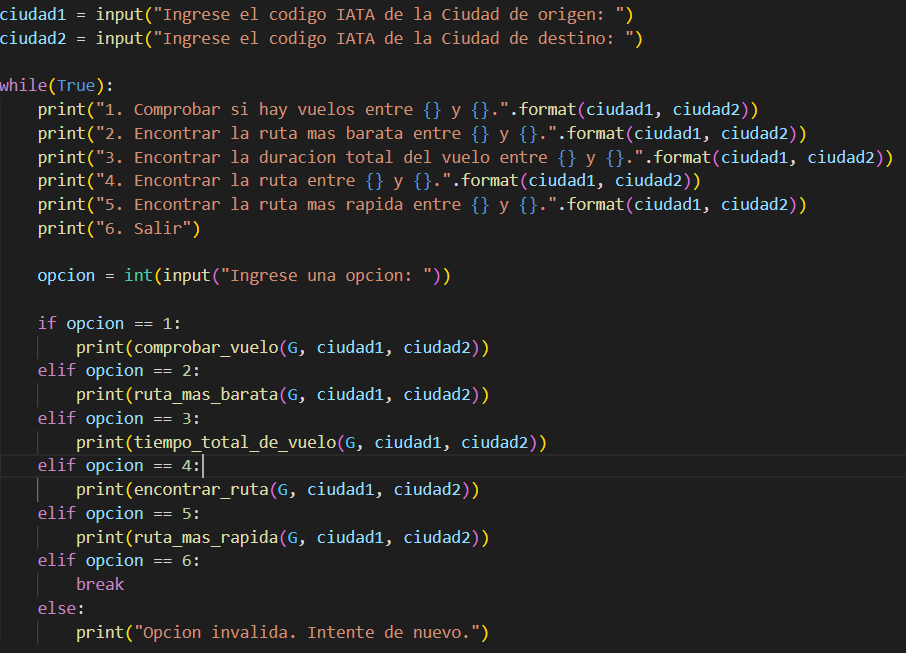 ciudad1 = input("Ingrese el codigo IATA de la Ciudad de origen: ")
ciudad2 = input("Ingrese el codigo IATA de la Ciudad de destino: ")

while(True):
    print("1. Comprobar si hay vuelos entre {} y {}.".format(ciudad1, ciudad2))
    print("2. Encontrar la ruta mas barata entre {} y {}.".format(ciudad1, ciudad2))
    print("3. Encontrar la duracion total del vuelo entre {} y {}.".format(ciudad1, ciudad2))
    print("4. Encontrar la ruta entre {} y {}.".format(ciudad1, ciudad2))
    print("5. Encontrar la ruta mas rapida entre {} y {}.".format(ciudad1, ciudad2))
    print("6. Salir")

    opcion = int(input("Ingrese una opcion: "))

    if opcion == 1:
        print(comprobar_vuelo(G, ciudad1, ciudad2))
    elif opcion == 2:
        print(ruta_mas_barata(G, ciudad1, ciudad2))
    elif opcion == 3:
        print(tiempo_total_de_vuelo(G, ciudad1, ciudad2))
    elif opcion == 4:
        print(encontrar_ruta(G, ciudad1, ciudad2))
    elif opcion == 5:
        print(ruta_mas_rapida(G, ciudad1, ciudad2))
    elif opcion == 6:
        break
    else:
        print("Opcion invalida. Intente de nuevo.")